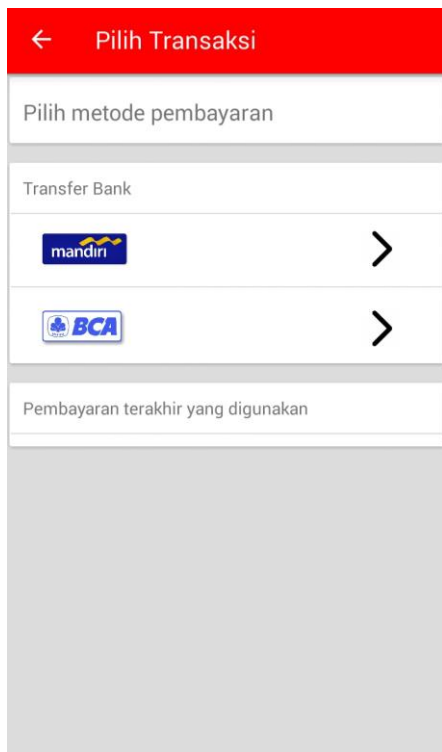 Pilih Transaksi
Pilih metode pembayaran
Transfer Bank
mandiri
BCA
Pembayaran terakhir yang digunakan